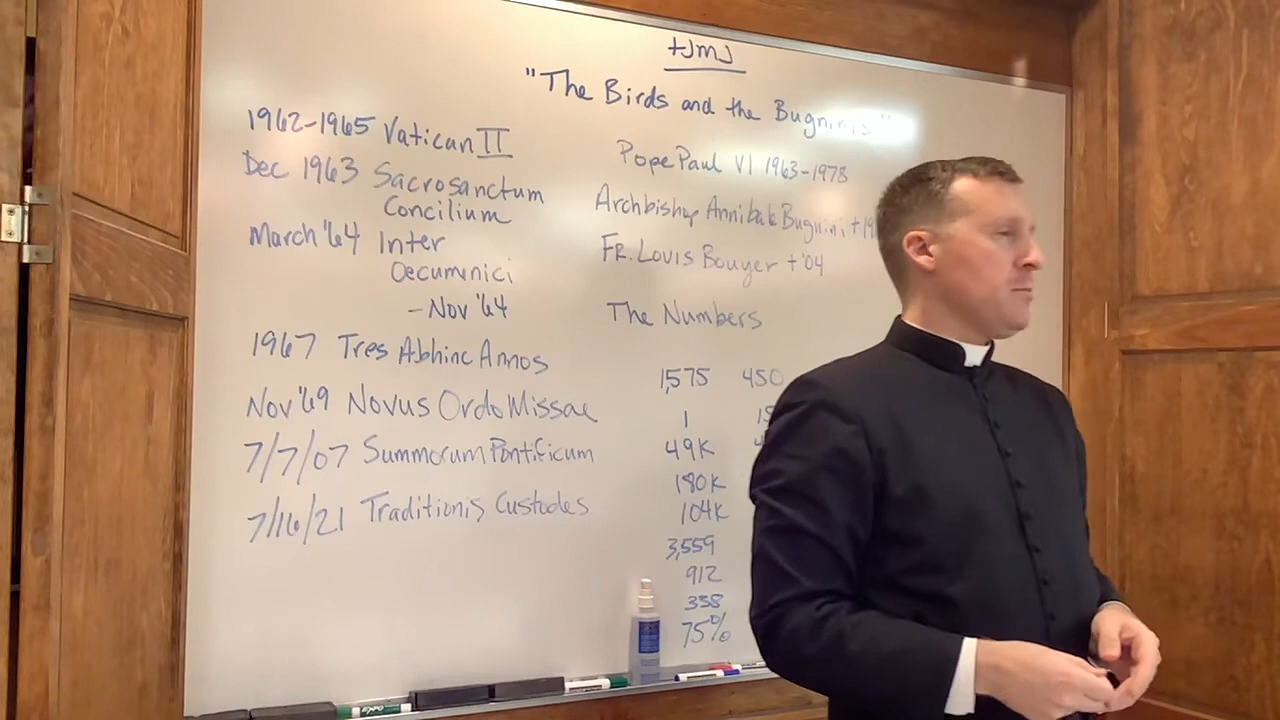 +JMJ
"The Birds and the Bugninis"
1962-1965 Vatican II
Dec 1963 Sacrosanctum
Concilium
March '64 Inter
Oecumenici
- Nov '64
1967 Tres Abhinc Annos
Nov '69 Novus Ordo Missae
7/7/07 Summorum Pontificum
7/16/21 Traditionis Custodes
Pope Paul VI 1963-1978
Archbishop Annibale Bugnini +19
FR. Louis Bouyer + '04
The Numbers
1,575 450
1
49K
180K
104K
3,559
912
338
75%